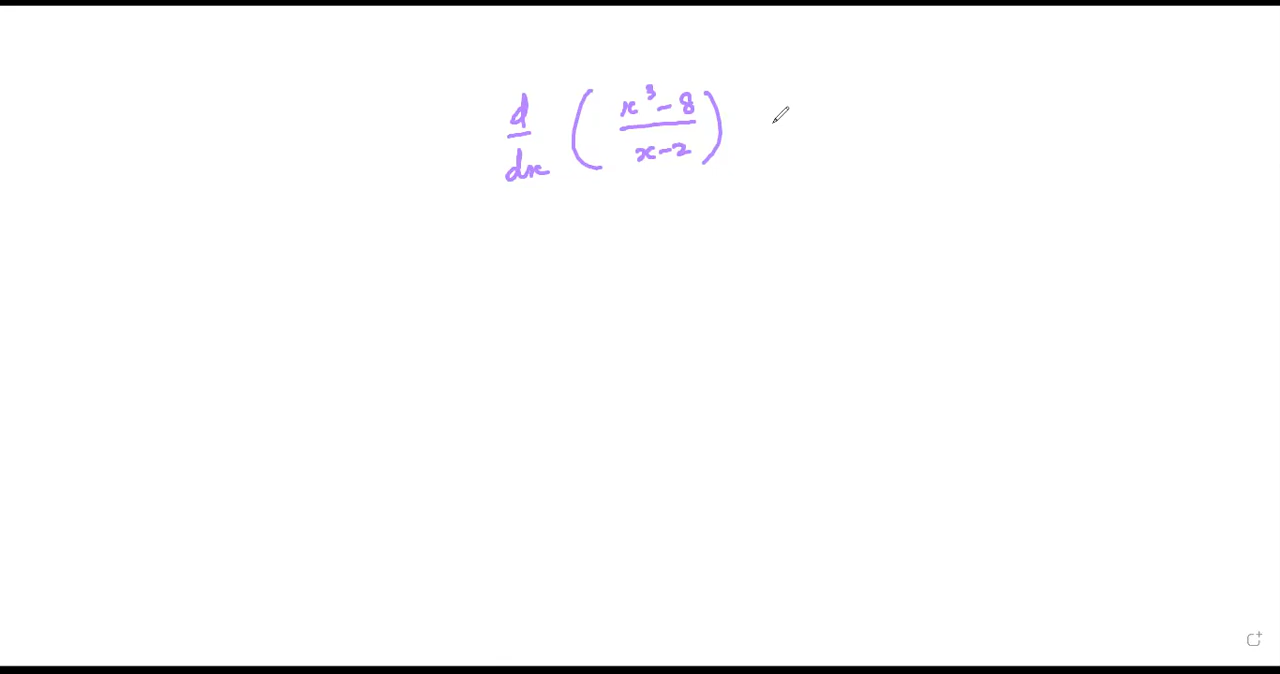 d/dx ( (x³ - 8)/(x - 2) )